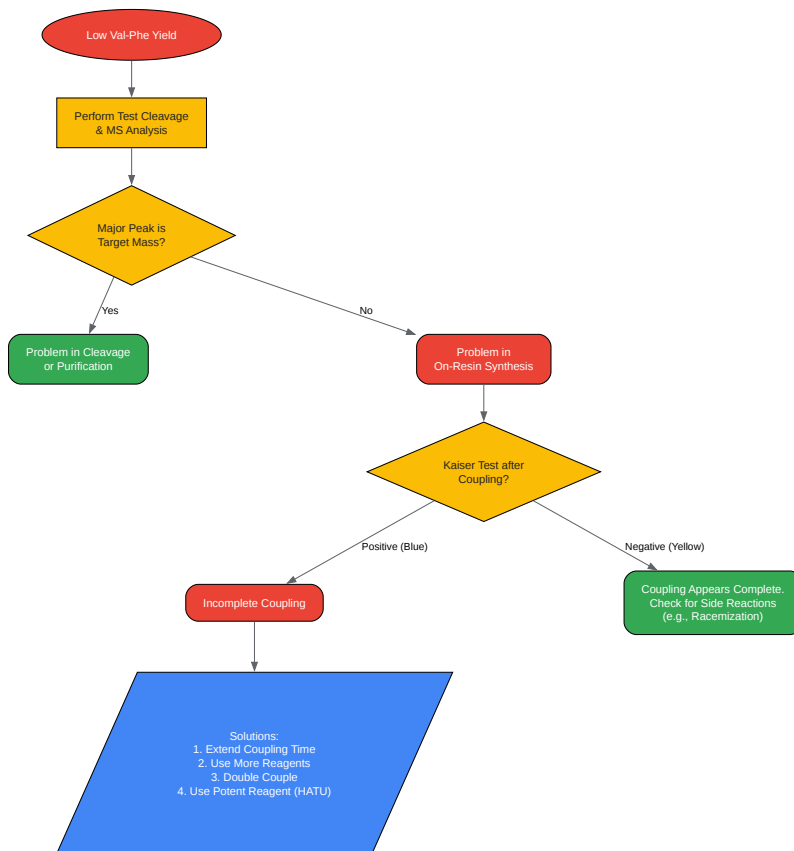 Low Val-Phe Yield
Perform Test Cleavage
& MS Analysis
Major Peak is
Target Mass?
Yes
No
Problem in Cleavage
or Purification
Problem in
On-Resin Synthesis
Kaiser Test after
Coupling?
Positive (Blue)
Negative (Yellow)
Incomplete Coupling
Coupling Appears Complete.
Check for Side Reactions
(e.g., Racemization)
Solutions:
1. Extend Coupling Time
2. Use More Reagents
3. Double Couple
4. Use Potent Reagent (HATU)